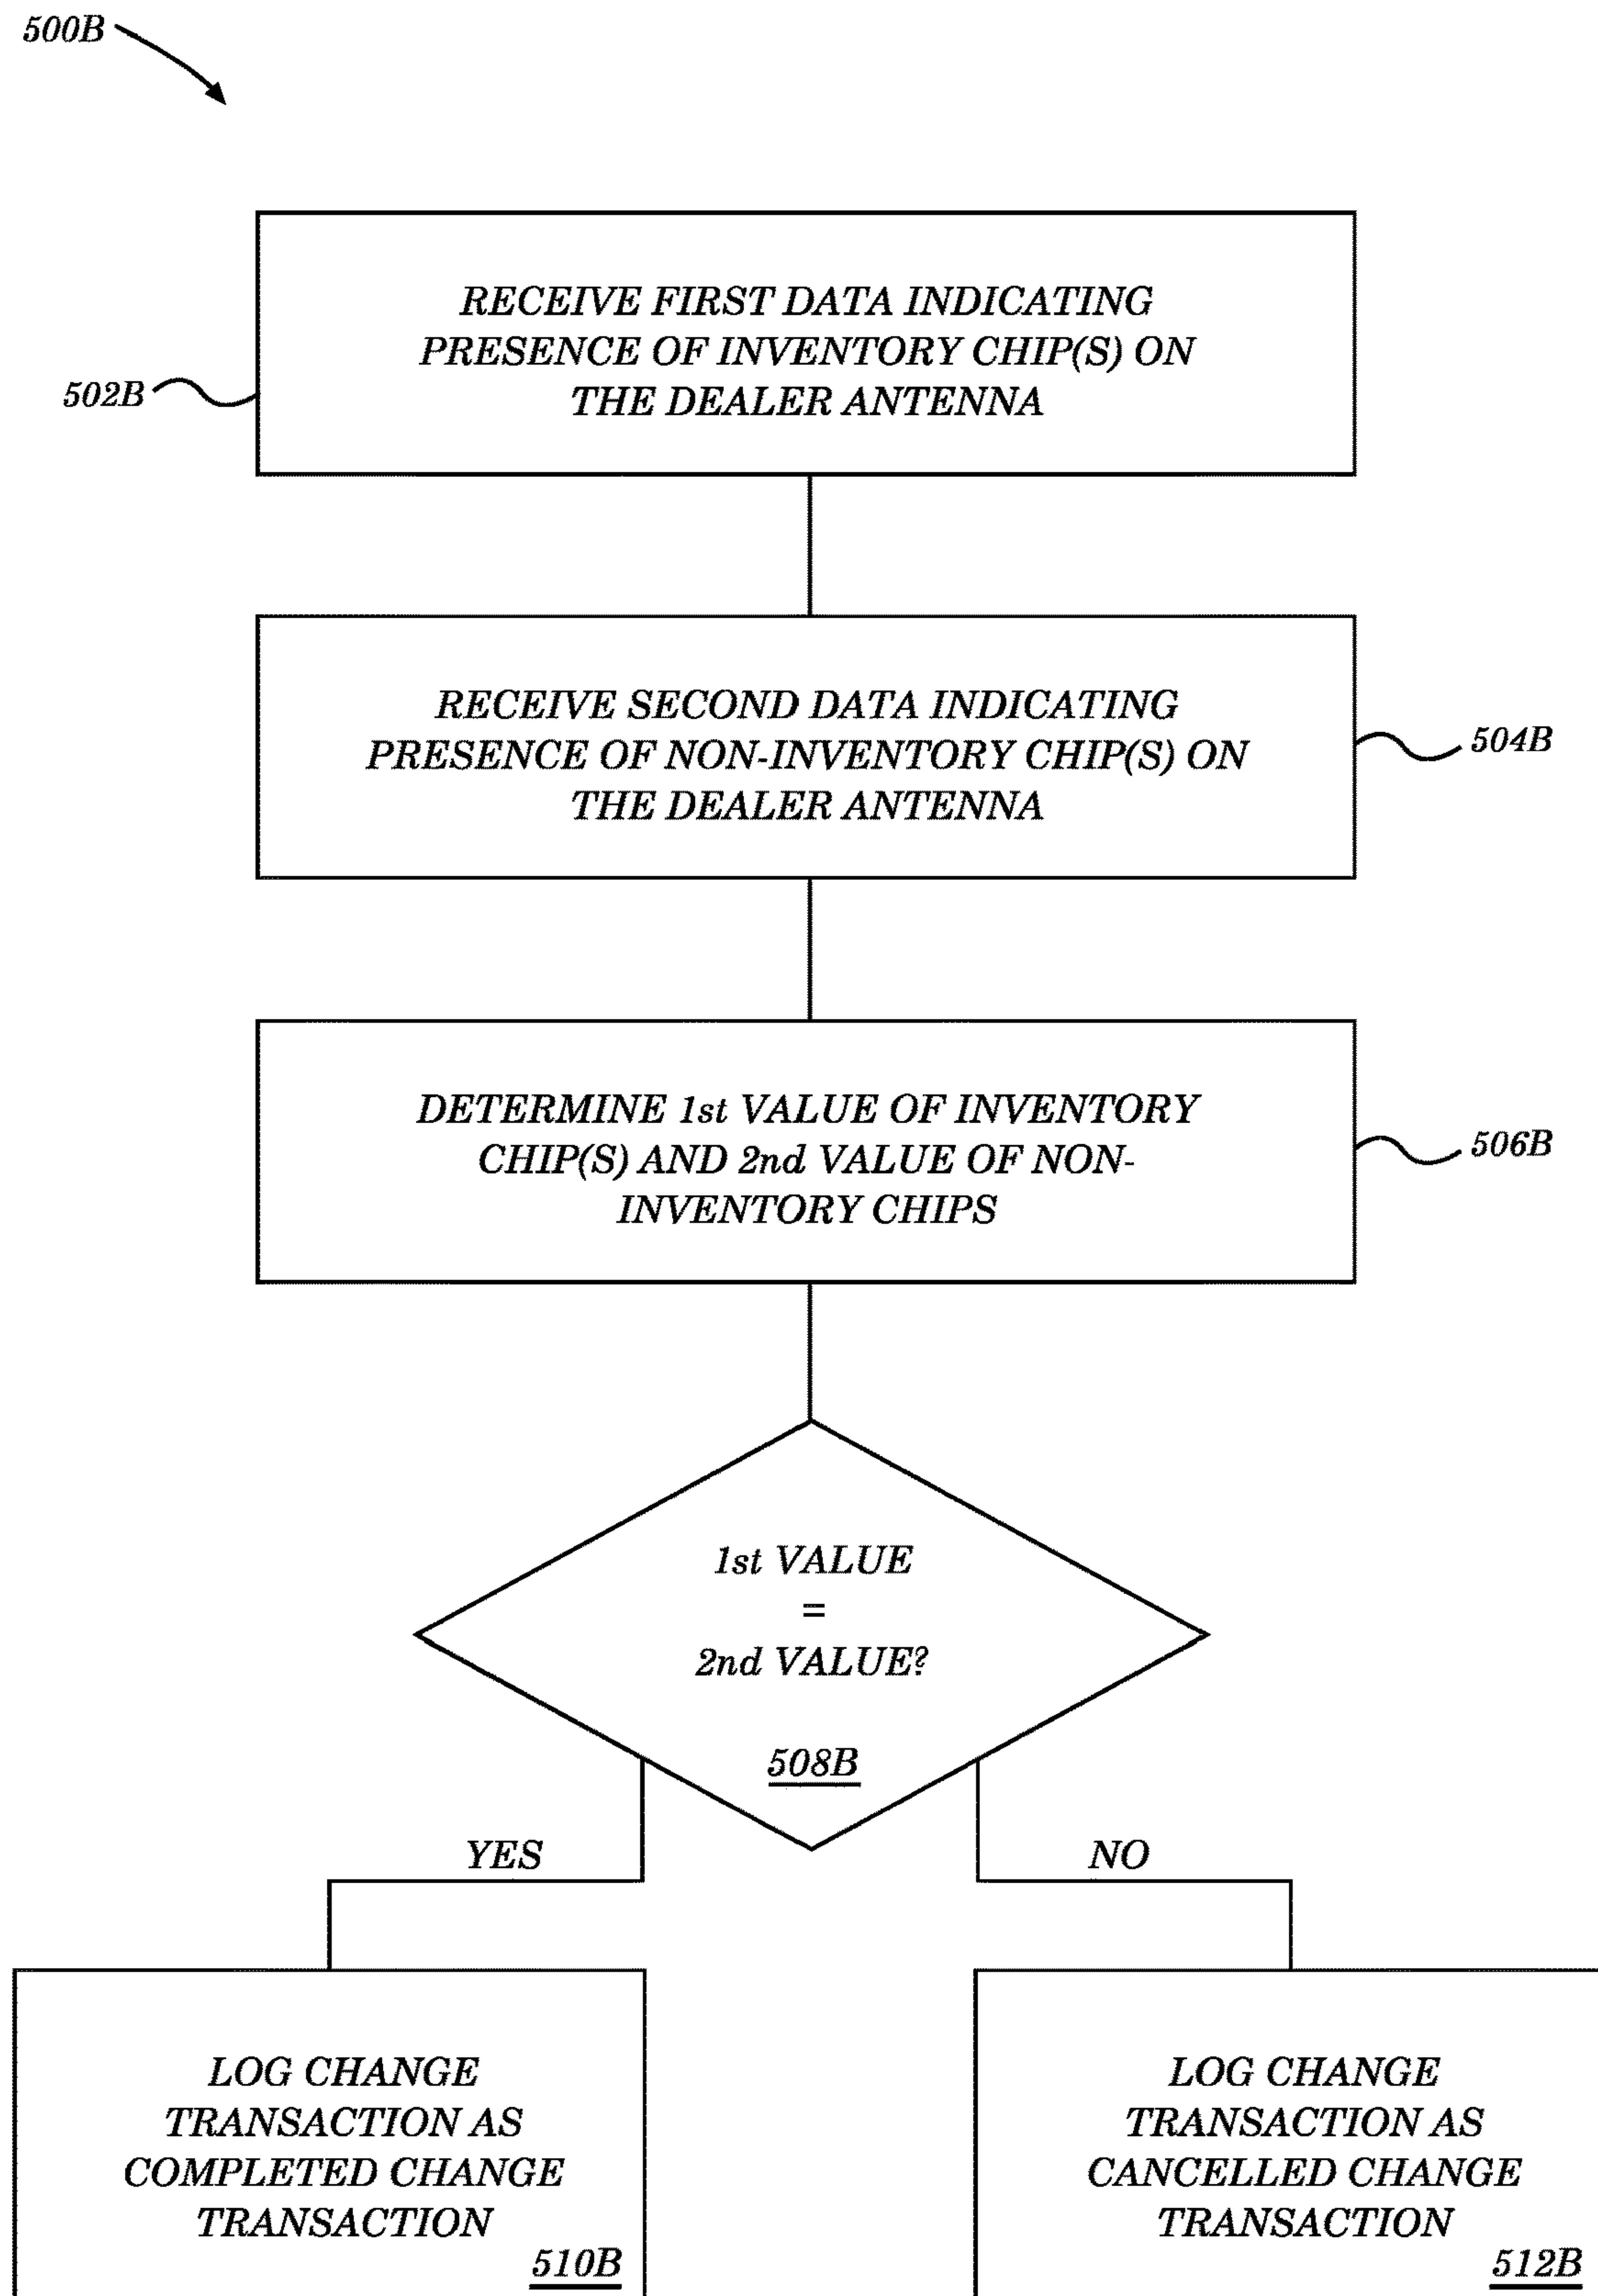 500B
RECEIVE FIRST DATA INDICATING
PRESENCE OF INVENTORY CHIP(S) ON
THE DEALER ANTENNA
502B
RECEIVE SECOND DATA INDICATING
PRESENCE OF NON-INVENTORY CHIP(S) ON
THE DEALER ANTENNA
504B
DETERMINE 1st VALUE OF INVENTORY
CHIP(S) AND 2nd VALUE OF NON-
INVENTORY CHIPS
506B
1st VALUE
=
2nd VALUE?
508B
YES
NO
LOG CHANGE
TRANSACTION AS
COMPLETED CHANGE
TRANSACTION
510B
LOG CHANGE
TRANSACTION AS
CANCELLED CHANGE
TRANSACTION
512B